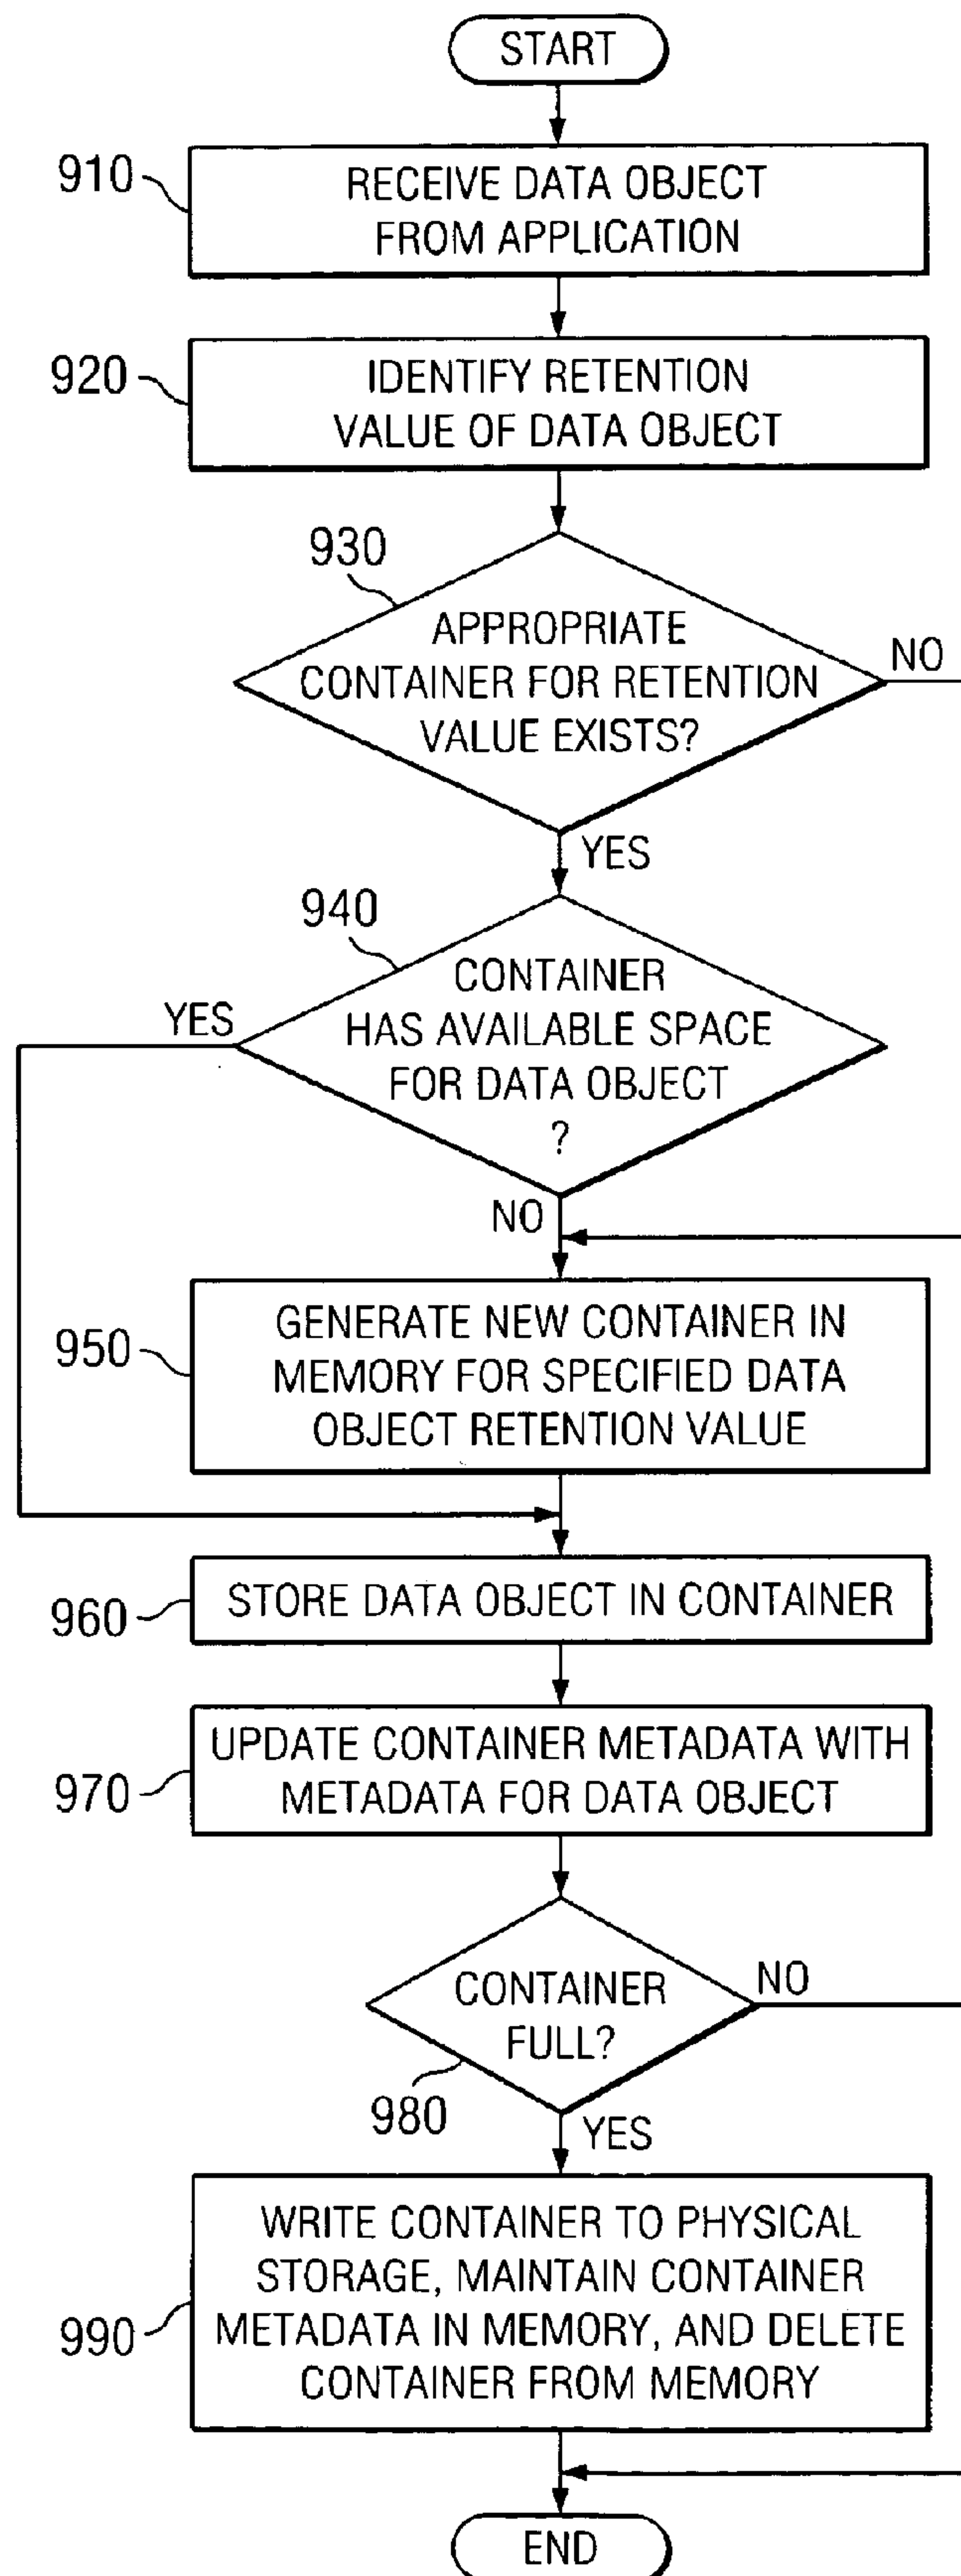 START
910
RECEIVE DATA OBJECT
FROM APPLICATION
920
IDENTIFY RETENTION
VALUE OF DATA OBJECT
930
APPROPRIATE
CONTAINER FOR RETENTION
VALUE EXISTS?
NO
YES
940
CONTAINER
HAS AVAILABLE SPACE
FOR DATA OBJECT
?
YES
NO
950
GENERATE NEW CONTAINER IN
MEMORY FOR SPECIFIED DATA
OBJECT RETENTION VALUE
960
STORE DATA OBJECT IN CONTAINER
970
UPDATE CONTAINER METADATA WITH
METADATA FOR DATA OBJECT
CONTAINER
FULL?
NO
980
YES
990
WRITE CONTAINER TO PHYSICAL
STORAGE, MAINTAIN CONTAINER
METADATA IN MEMORY, AND DELETE
CONTAINER FROM MEMORY
END